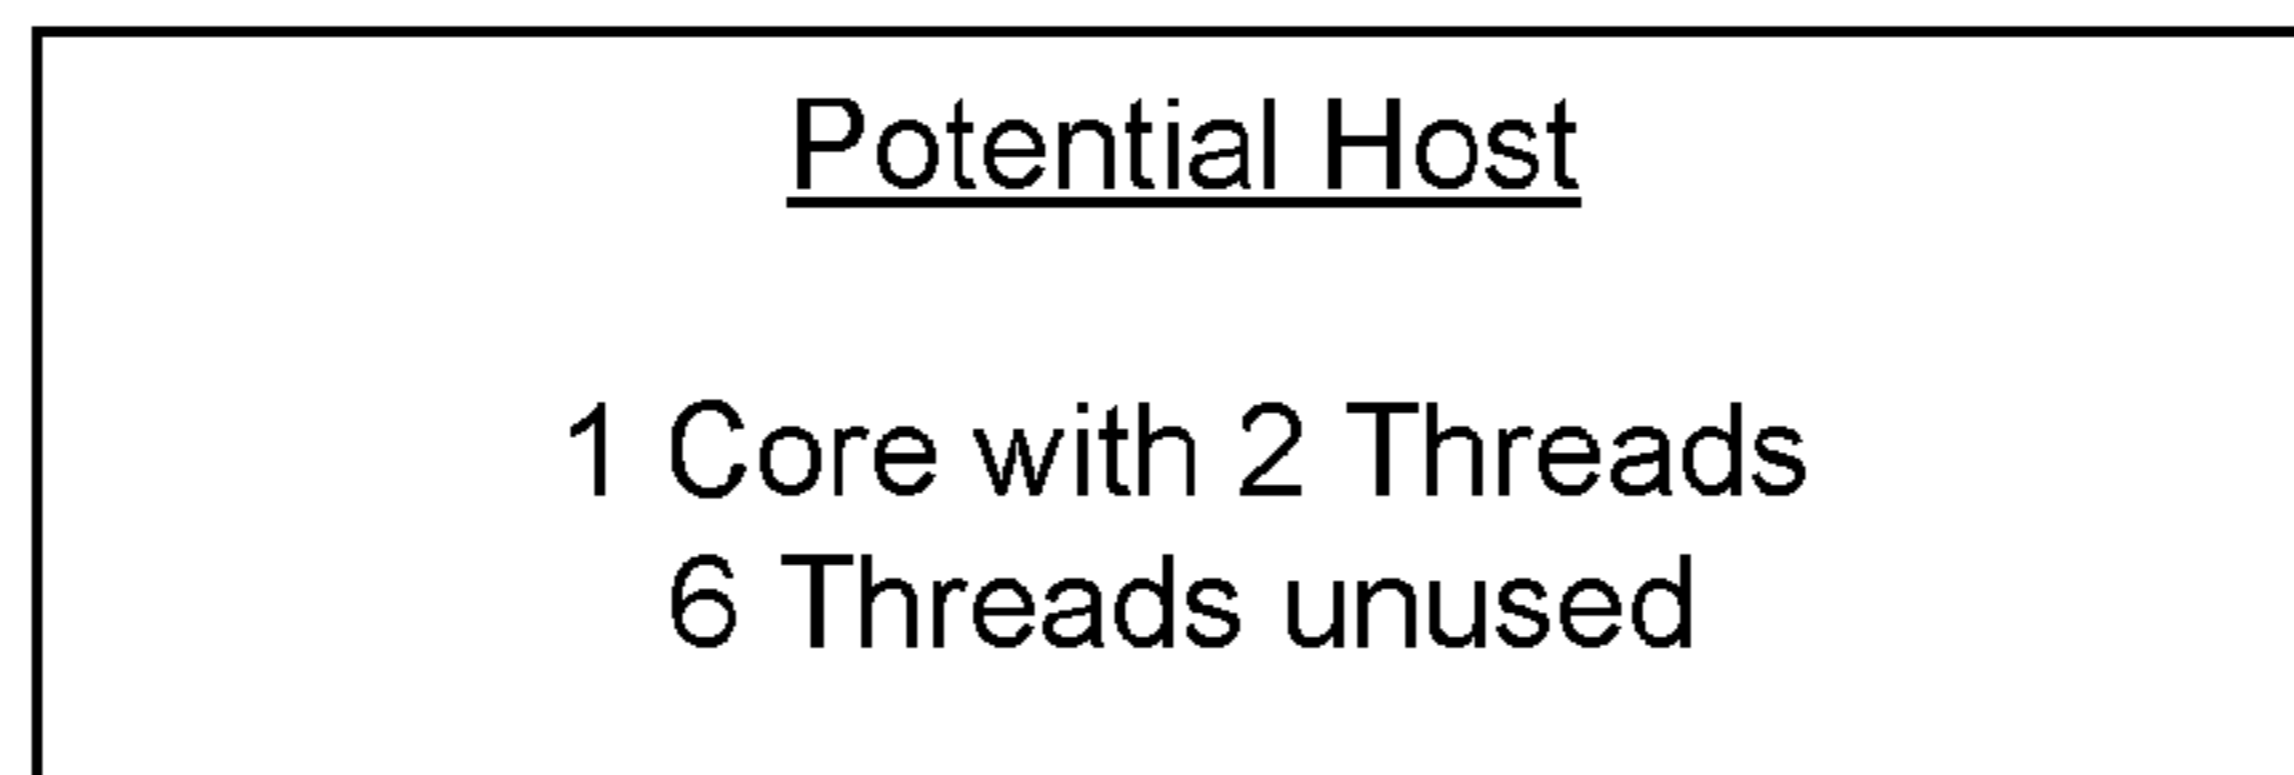 Potential Host
1 Core with 2 Threads
6 Threads unused